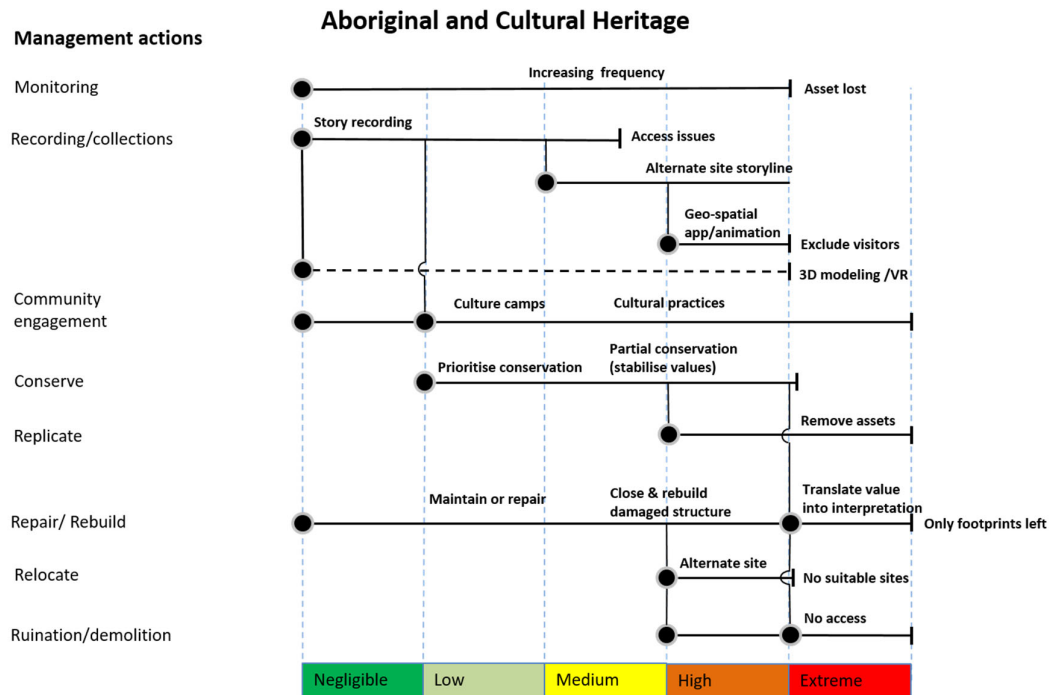 Aboriginal and Cultural Heritage
Management actions
Monitoring
Increasing frequency
Asset lost
Recording/collections
Story recording
Access issues
Alternate site storyline
Geo-spatial
app/animation
Exclude visitors
3D modeling /VR
Community
engagement
Culture camps
Cultural practices
Conserve
Prioritise conservation
Partial conservation
(stabilise values)
Replicate
Remove assets
Repair/ Rebuild
Maintain or repair
Close & rebuild
damaged structure
Translate value
into interpretation
Only footprints left
Relocate
Alternate site
No suitable sites
Ruination/demolition
No access
Negligible
Low
Medium
High
Extreme